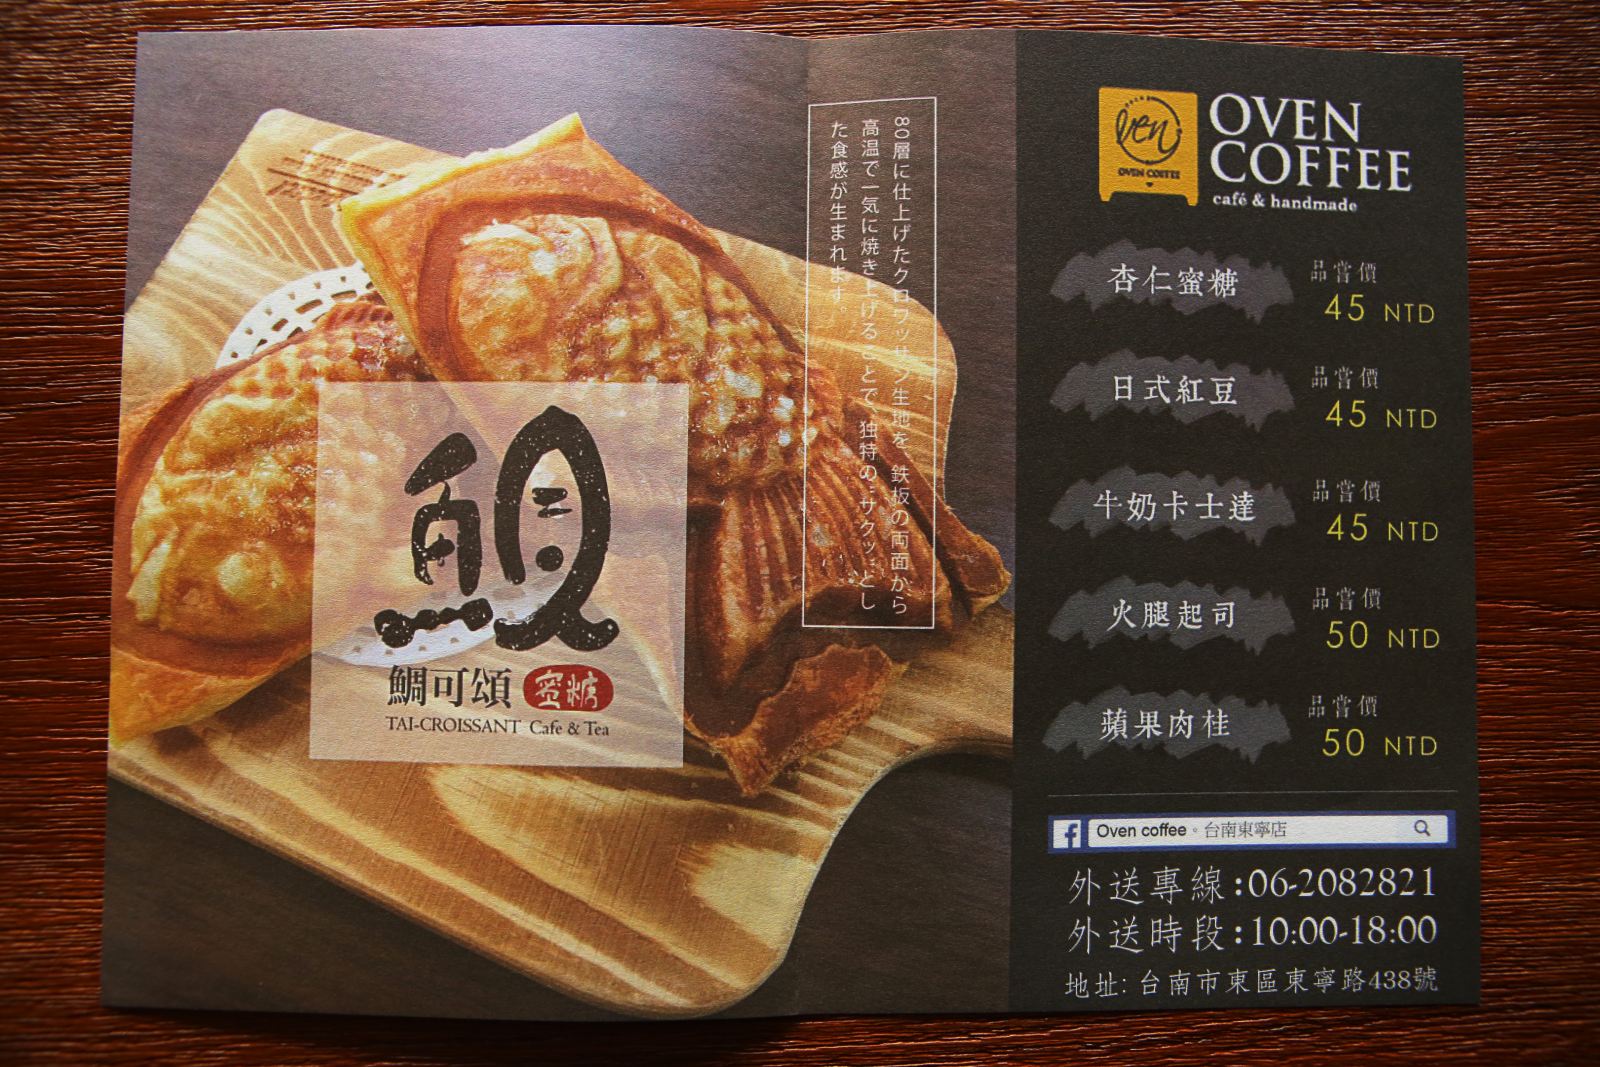 80層に仕上げたクロワッサン生地を、鉄板の両面から
高温で一気に焼き上げることで、独特の“サクッ”とし
た食感が生まれます。
鯛可頌 蜜糖
TAI-CROISSANT Cafe & Tea
OVEN COFFEE
OVEN
COFFEE
café & handmade
杏仁蜜糖 品嘗價
45 NTD
日式紅豆 品嘗價
45 NTD
牛奶卡士達 品嘗價
45 NTD
火腿起司 品嘗價
50 NTD
蘋果肉桂 品嘗價
50 NTD
f Oven coffee。台南東寧店
外送專線:06-2082821
外送時段:10:00-18:00
地址: 台南市東區東寧路438號